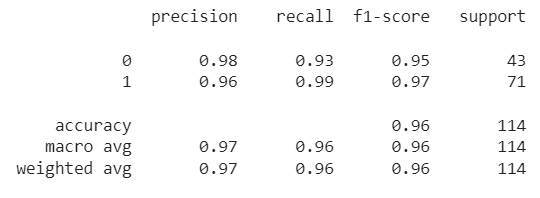 precision recall f1-score support
0 0.98 0.93 0.95 43
1 0.96 0.99 0.97 71
accuracy 0.96 114
macro avg 0.97 0.96 0.96 114
weighted avg 0.97 0.96 0.96 114